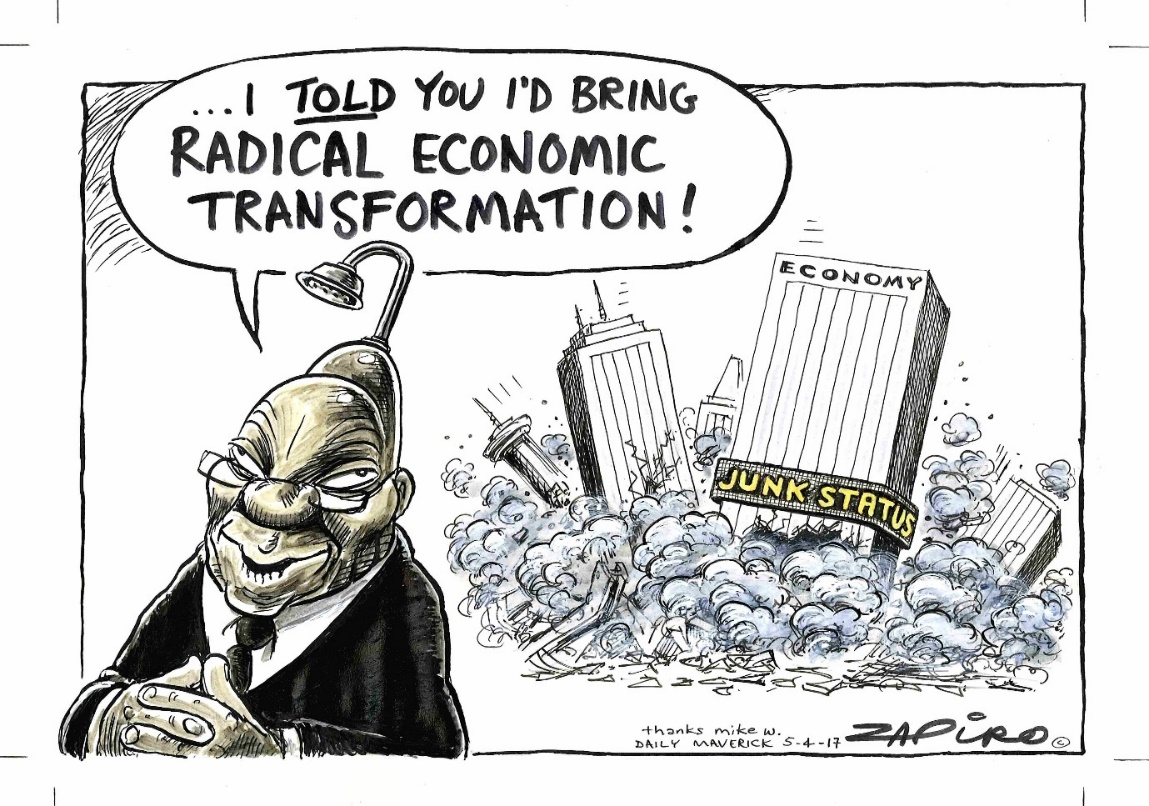 ...I TOLD YOU I'D BRING
RADICAL ECONOMIC
TRANSFORMATION!
ECONOMY
JUNK STATUS
thanks mike w.
DAILY MAVERICK 5-4-17
ZAPIRO ©